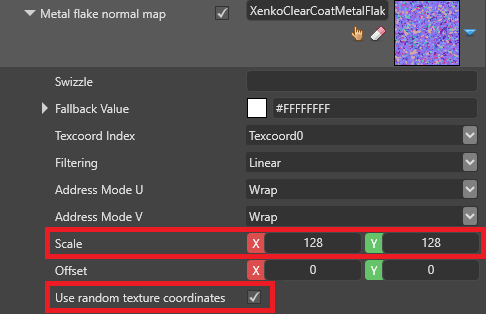 Metal flake normal map XenkoClearCoatMetalFlak
Swizzle
Fallback Value #FFFFFFFF
Texcoord Index Texcoord0
Filtering Linear
Address Mode U Wrap
Address Mode V Wrap
Scale X 128 Y 128
Offset X 0 Y 0
Use random texture coordinates